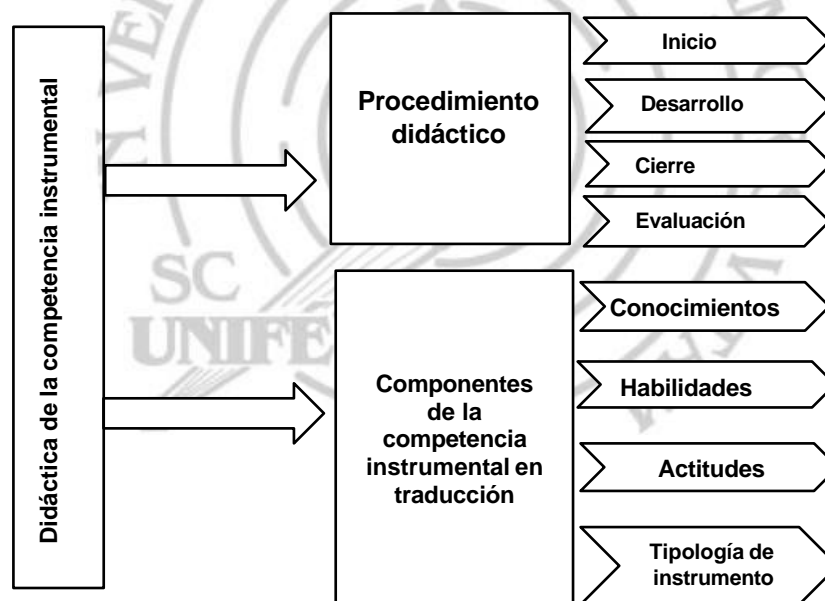 Didáctica de la competencia instrumental
Procedimiento
didáctico
Inicio
Desarrollo
Cierre
Evaluación
Componentes
de la
competencia
instrumental en
traducción
Conocimientos
Habilidades
Actitudes
Tipología de
instrumento
SC